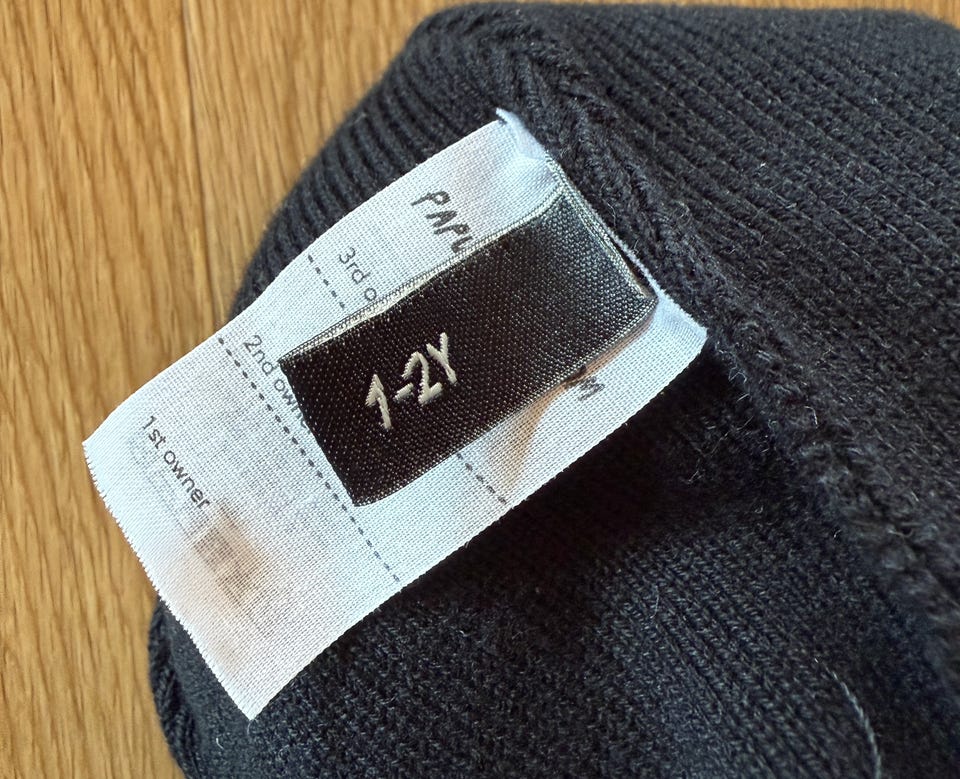 3rd o
2nd owne
1st owner
1-2Y